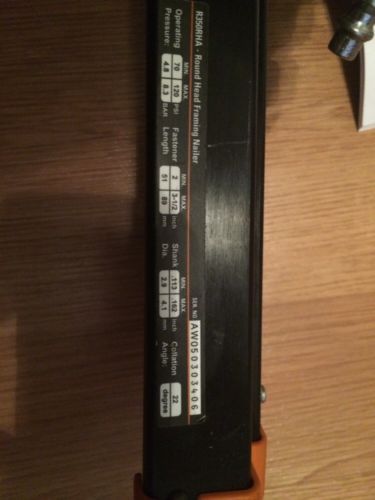 R350RHA - Round Head Framing Nailer
SER. NO. AW050303406
MIN. MAX.
Operating 70 120 PSI
Pressure: 4.8 8.3 BAR
MIN. MAX.
Fastener 2 3-1/2 inch
Length 51 89 mm
MIN. MAX.
Shank .113 .162 inch
Dia. 2.9 4.1 mm
Collation 22
Angle: degree